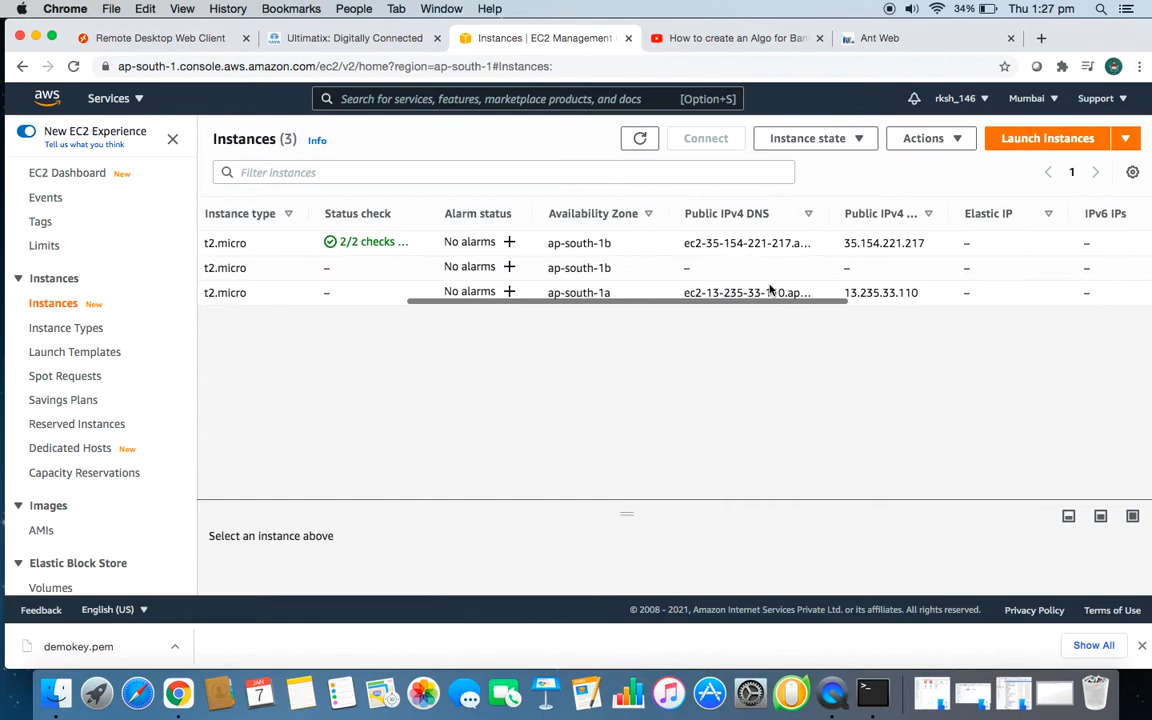 Chrome File Edit View History Bookmarks People Tab Window Help 34% Thu 1:27 pm
Remote Desktop Web Client Ultimatix: Digitally Connected Instances | EC2 Management How to create an Algo for Ban Ant Web
ap-south-1.console.aws.amazon.com/ec2/v2/home?region=ap-south-1#Instances:
aws Services Search for services, features, marketplace products, and docs [Option+S] rksh_146 Mumbai Support
New EC2 Experience
Tell us what you think
Instances (3) Info Connect Instance state Actions Launch instances
EC2 Dashboard New
Filter instances 1
Events
Tags
Limits
Instance type Status check Alarm status Availability Zone Public IPv4 DNS Public IPv4 ... Elastic IP IPv6 IPs
t2.micro 2/2 checks ... No alarms + ap-south-1b ec2-35-154-221-217.a... 35.154.221.217 – –
t2.micro – No alarms + ap-south-1b – – – –
t2.micro – No alarms + ap-south-1a ec2-13-235-33-110.ap... 13.235.33.110 – –
Instances
Instances New
Instance Types
Launch Templates
Spot Requests
Savings Plans
Reserved Instances
Dedicated Hosts New
Capacity Reservations
Images
AMIs
Elastic Block Store
Volumes
Select an instance above
Feedback English (US) © 2008 - 2021, Amazon Internet Services Private Ltd. or its affiliates. All rights reserved. Privacy Policy Terms of Use
demokey.pem Show All
JAN
7